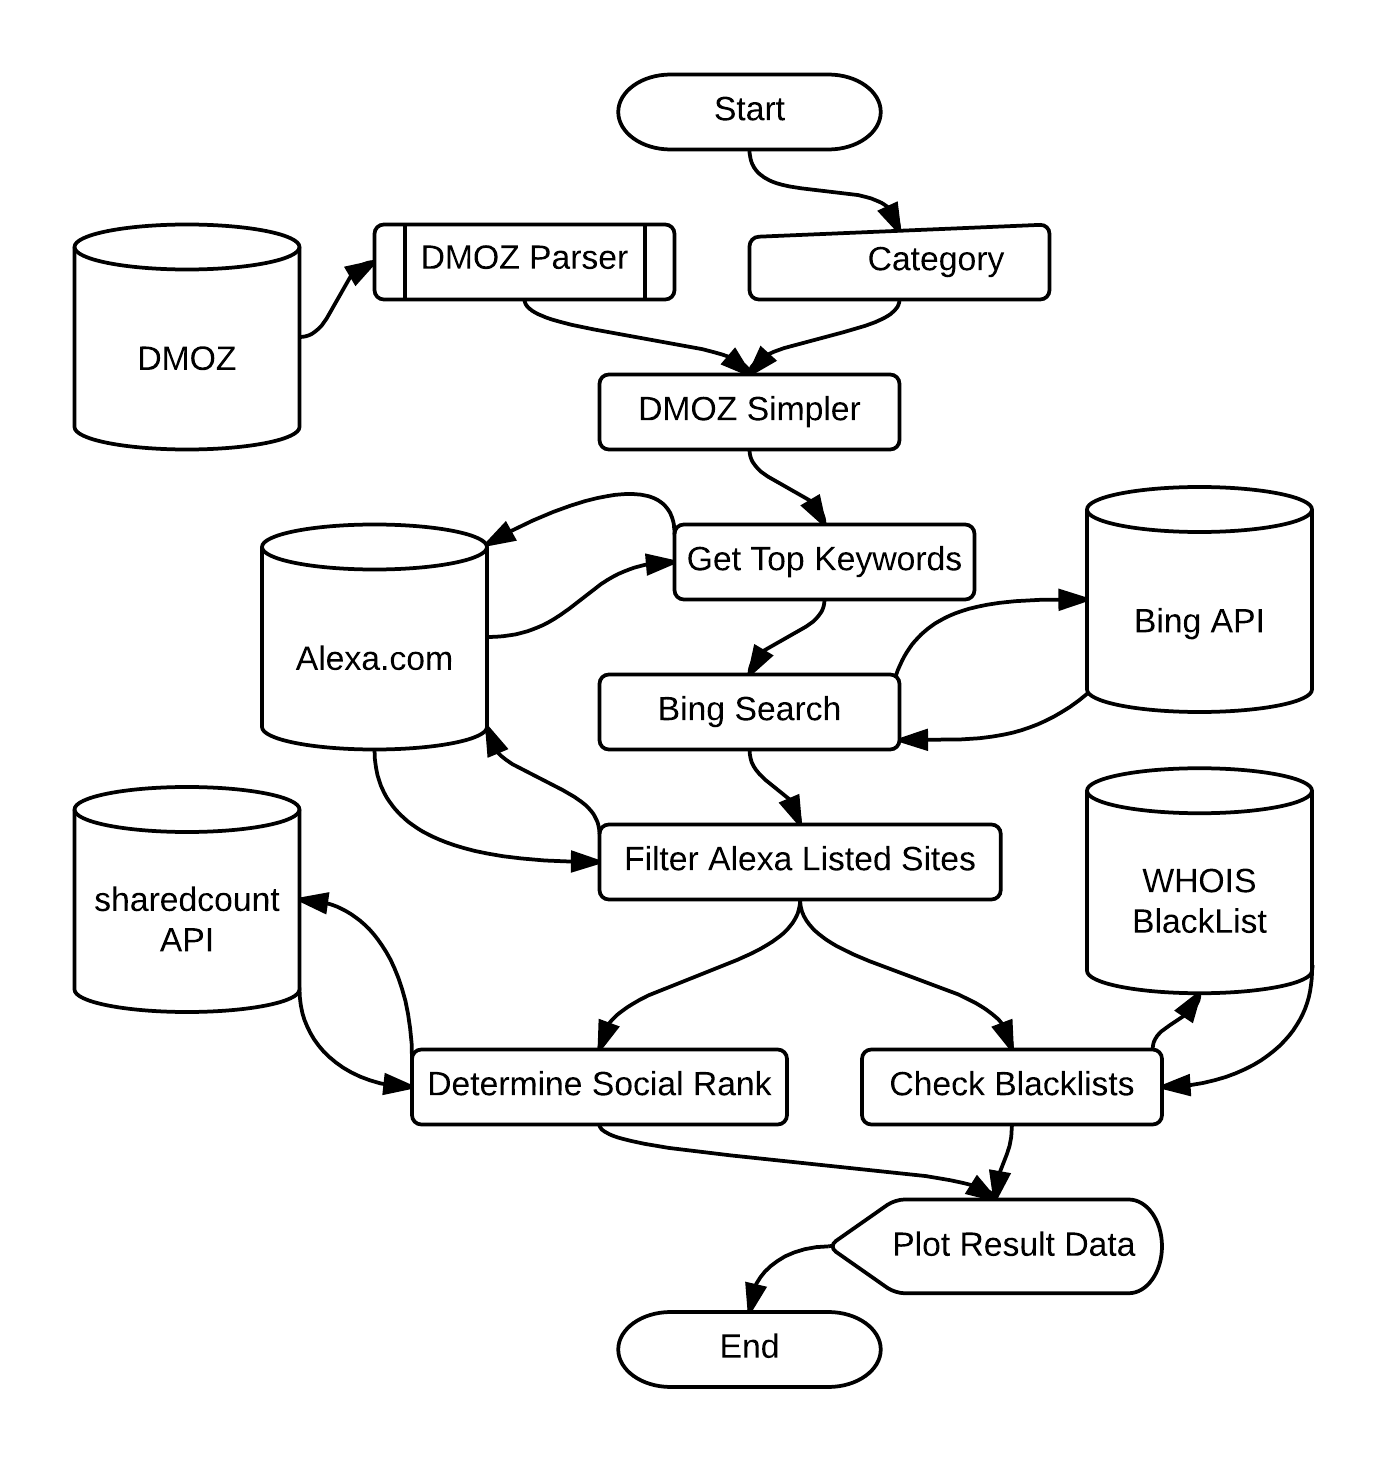 Start
DMOZ Parser
Category
DMOZ
DMOZ Simpler
Get Top Keywords
Bing API
Alexa.com
Bing Search
Filter Alexa Listed Sites
sharedcount
API
WHOIS
BlackList
Determine Social Rank
Check Blacklists
Plot Result Data
End